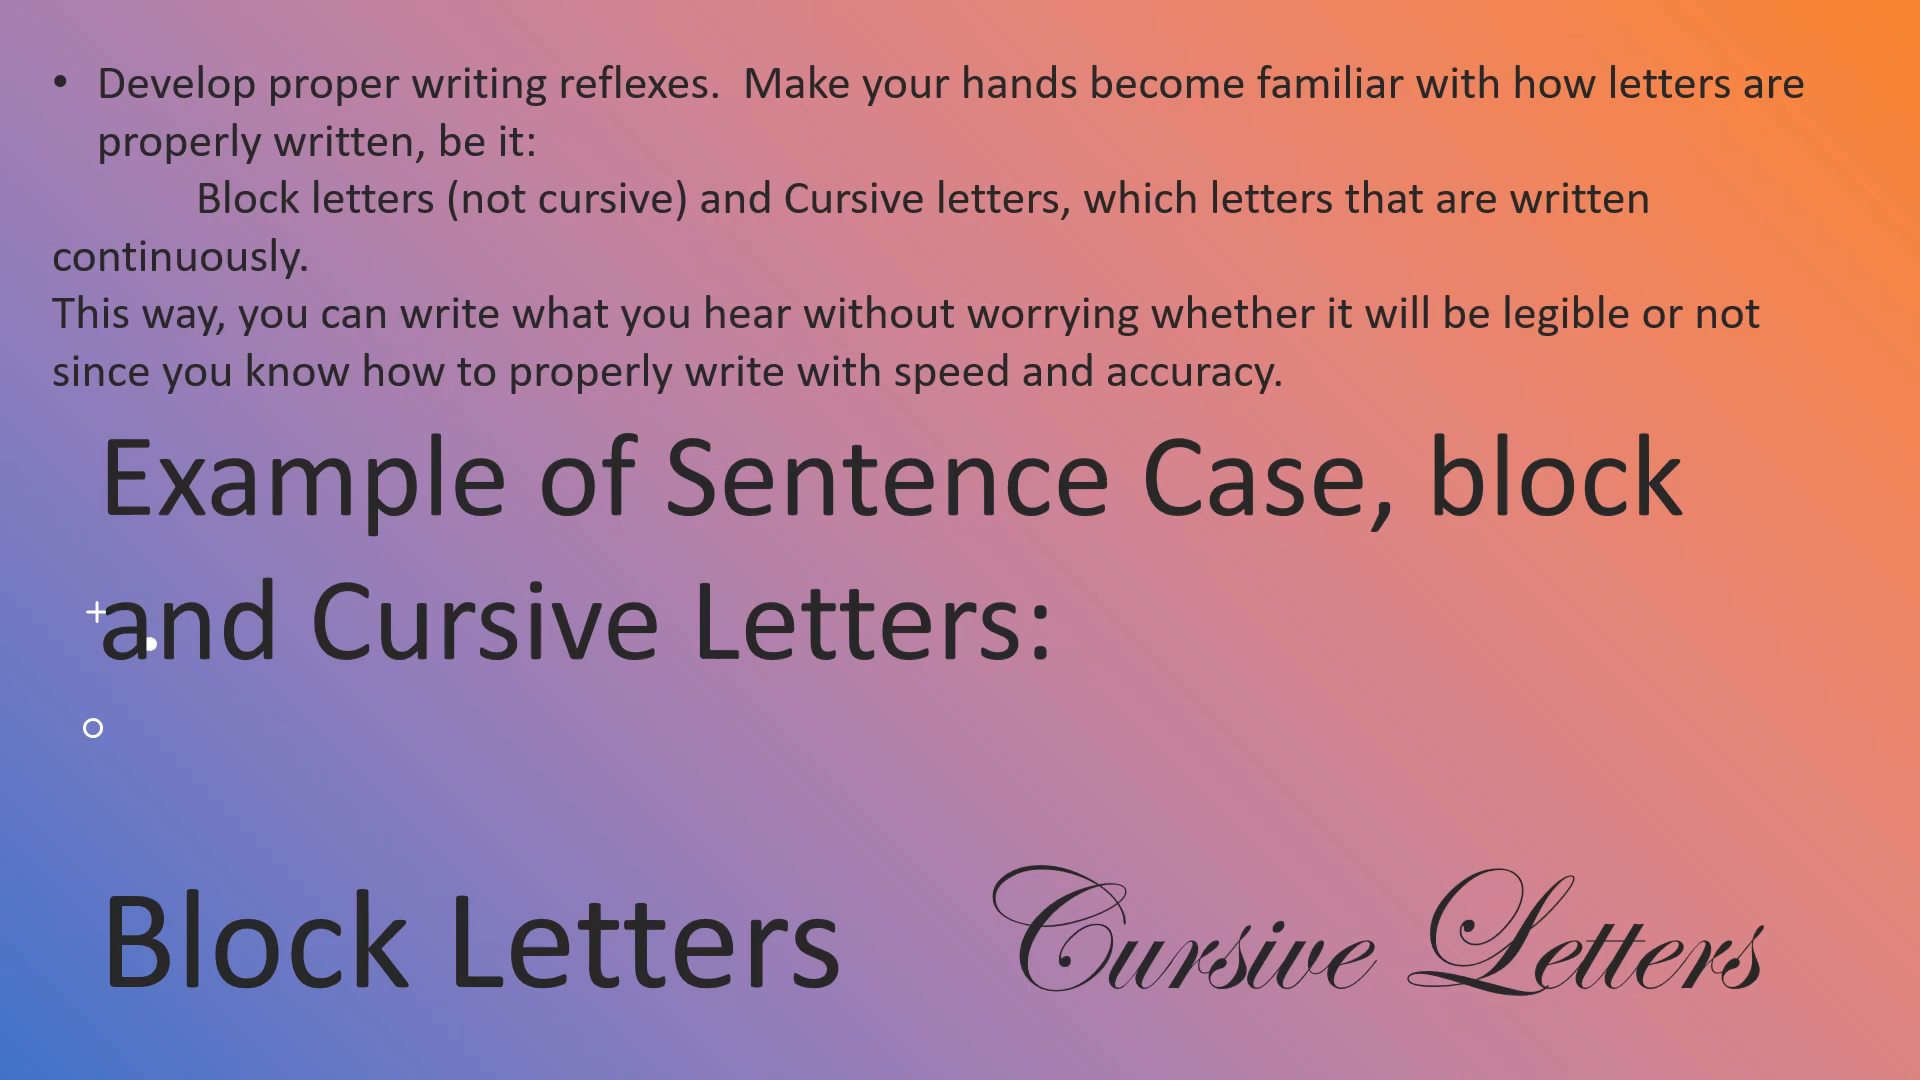 • Develop proper writing reflexes.  Make your hands become familiar with how letters are
properly written, be it:
Block letters (not cursive) and Cursive letters, which letters that are written
continuously.
This way, you can write what you hear without worrying whether it will be legible or not
since you know how to properly write with speed and accuracy.
Example of Sentence Case, block
and Cursive Letters:
Block Letters Cursive Letters